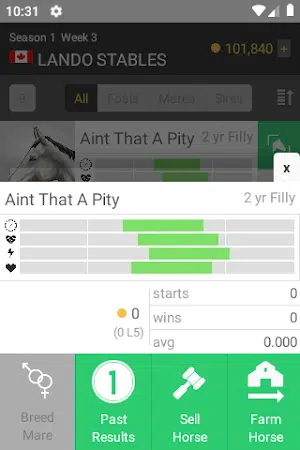 10:31
Season 1 Week 3
LANDO STABLES
101,840 +
9
All Foals Mares Sires
Aint That A Pity 2 yr Filly
x
Aint That A Pity 2 yr Filly
0
(0 L5)
starts 0
wins 0
avg 0.000
Breed Mare
1
Past Results
Sell Horse
Farm Horse